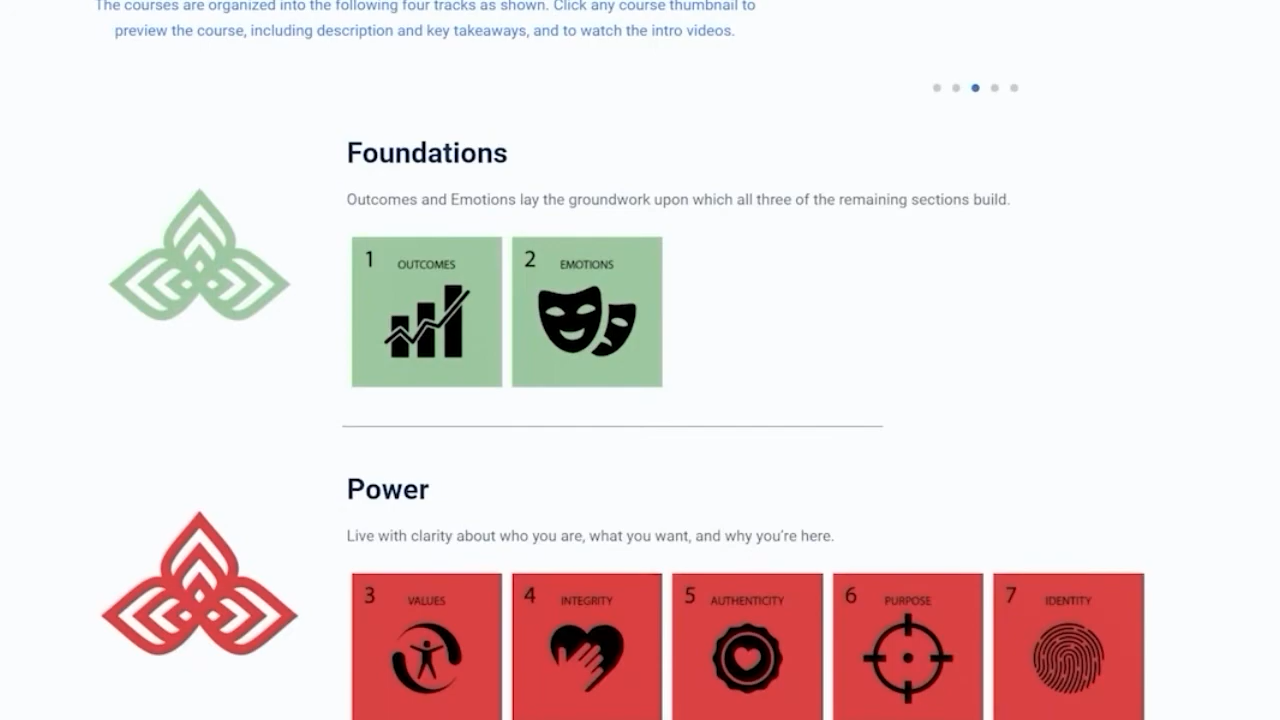 The courses are organized into the following four tracks as shown. Click any course thumbnail to
preview the course, including description and key takeaways, and to watch the intro videos.
Foundations
Outcomes and Emotions lay the groundwork upon which all three of the remaining sections build.
1 OUTCOMES
2 EMOTIONS
Power
Live with clarity about who you are, what you want, and why you're here.
3 VALUES
4 INTEGRITY
5 AUTHENTICITY
6 PURPOSE
7 IDENTITY